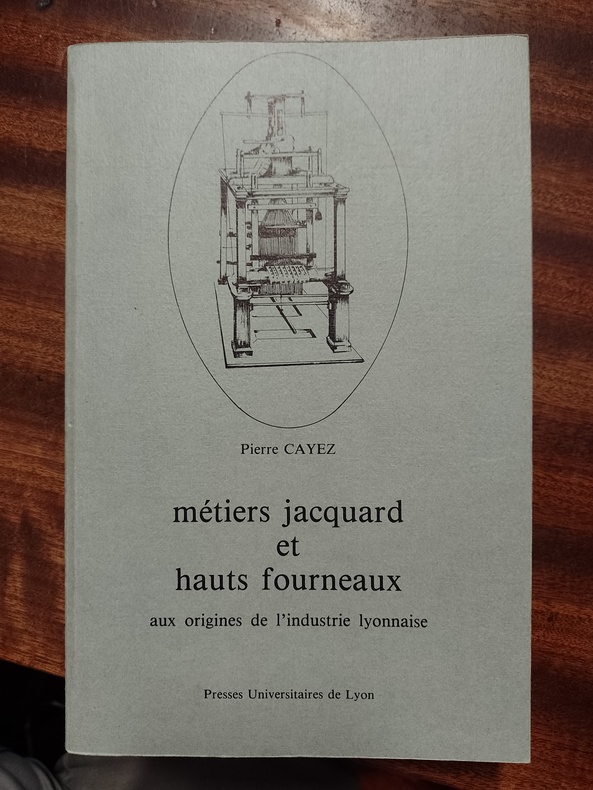 Pierre CAYEZ
métiers jacquard
et
hauts fourneaux
aux origines de l'industrie lyonnaise
Presses Universitaires de Lyon